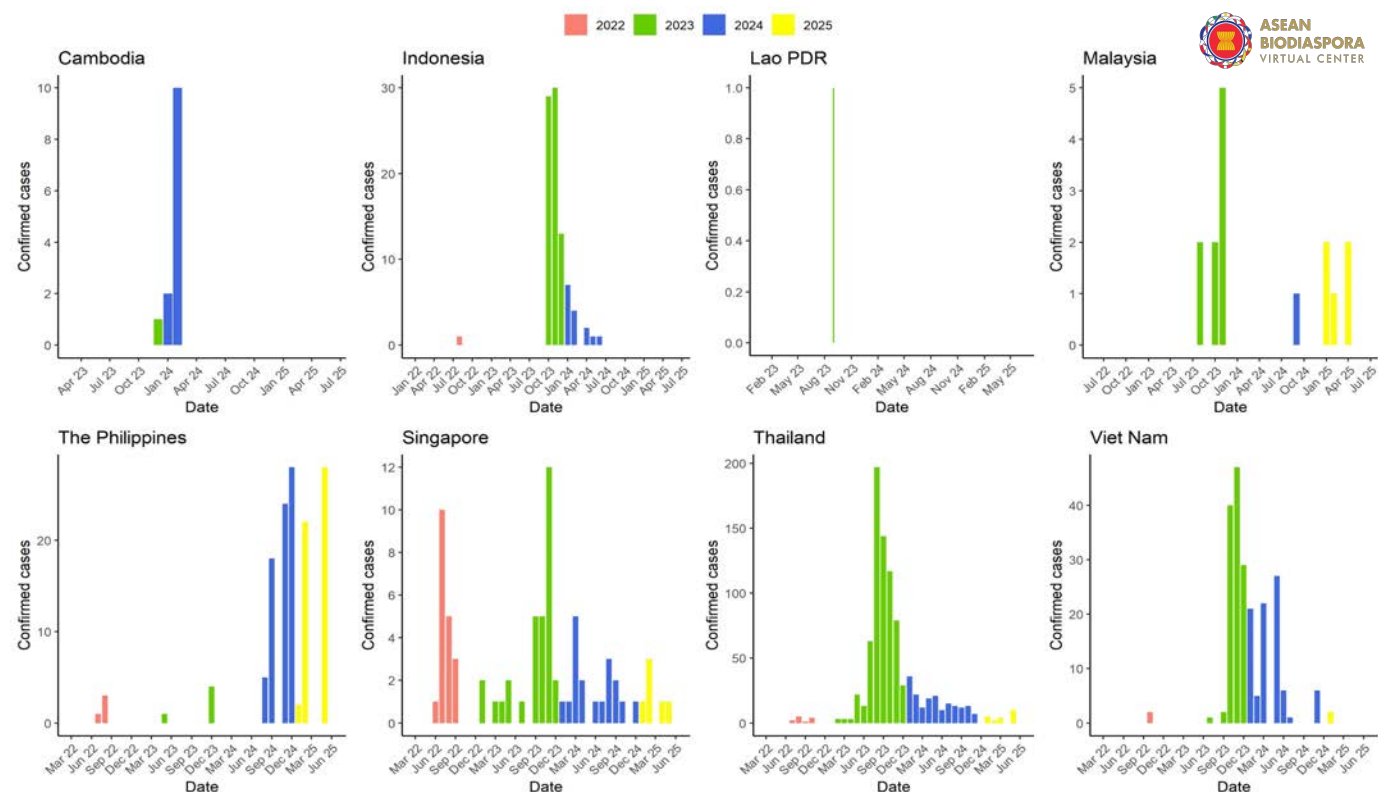 2022 2023 2024 2025
ASEAN
BIODIASPORA
VIRTUAL CENTER
Cambodia
Confirmed cases
10
8
6
4
2
0
Apr 23 Jul 23 Oct 23 Jan 24 Apr 24 Jul 24 Oct 24 Jan 25 Apr 25 Jul 25
Date
Indonesia
Confirmed cases
30
20
10
0
Jan 22 Apr 22 Jul 22 Oct 22 Jan 23 Apr 23 Jul 23 Oct 23 Jan 24 Apr 24 Jul 24 Oct 24 Jan 25 Apr 25 Jul 25
Date
Lao PDR
Confirmed cases
1.0
0.8
0.6
0.4
0.2
0.0
Feb 23 May 23 Aug 23 Nov 23 Feb 24 May 24 Aug 24 Nov 24 Feb 25 May 25
Date
Malaysia
Confirmed cases
5
4
3
2
1
0
Jul 22 Oct 22 Jan 23 Apr 23 Jul 23 Oct 23 Jan 24 Apr 24 Jul 24 Oct 24 Jan 25 Apr 25 Jul 25
Date
The Philippines
Confirmed cases
20
10
0
Mar 22 Jun 22 Sep 22 Dec 22 Mar 23 Jun 23 Sep 23 Dec 23 Mar 24 Jun 24 Sep 24 Dec 24 Mar 25 Jun 25
Date
Singapore
Confirmed cases
12
10
8
6
4
2
0
Mar 22 Jun 22 Sep 22 Dec 22 Mar 23 Jun 23 Sep 23 Dec 23 Mar 24 Jun 24 Sep 24 Dec 24 Mar 25 Jun 25
Date
Thailand
Confirmed cases
200
150
100
50
0
Mar 22 Jun 22 Sep 22 Dec 22 Mar 23 Jun 23 Sep 23 Dec 23 Mar 24 Jun 24 Sep 24 Dec 24 Mar 25 Jun 25
Date
Viet Nam
Confirmed cases
40
30
20
10
0
Mar 22 Jun 22 Sep 22 Dec 22 Mar 23 Jun 23 Sep 23 Dec 23 Mar 24 Jun 24 Sep 24 Dec 24 Mar 25 Jun 25
Date